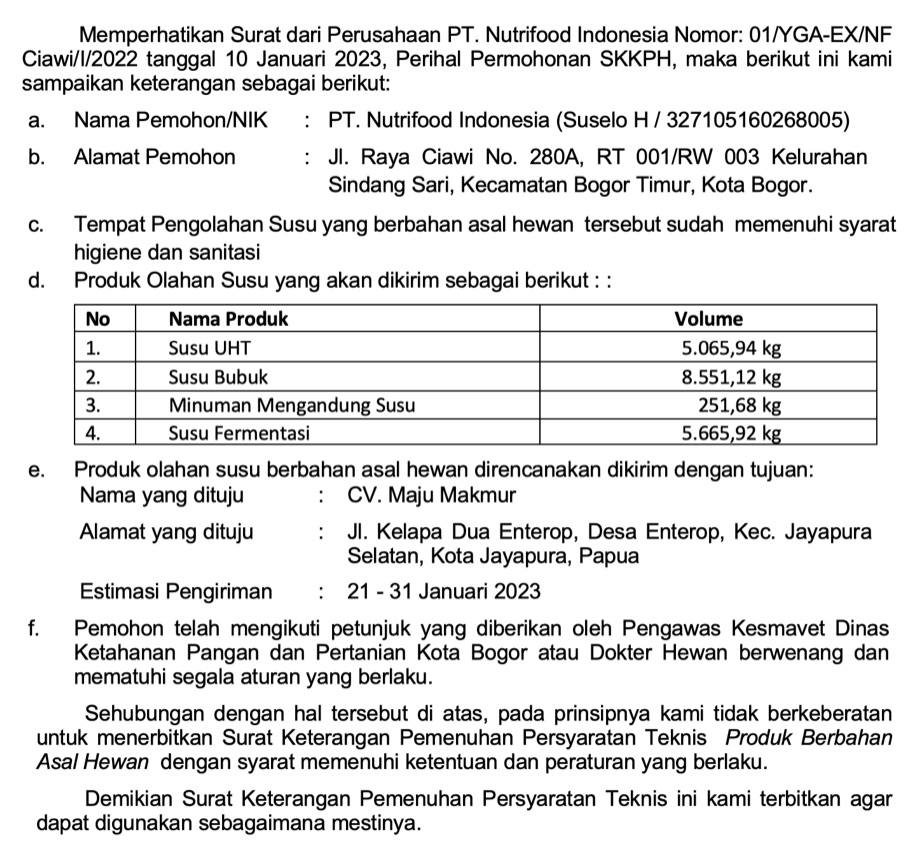 Memperhatikan Surat dari Perusahaan PT. Nutrifood Indonesia Nomor: 01/YGA-EX/NF
Ciawi/I/2022 tanggal 10 Januari 2023, Perihal Permohonan SKKPH, maka berikut ini kami
sampaikan keterangan sebagai berikut:
a. Nama Pemohon/NIK : PT. Nutrifood Indonesia (Suselo H / 327105160268005)
b. Alamat Pemohon : Jl. Raya Ciawi No. 280A, RT 001/RW 003 Kelurahan
Sindang Sari, Kecamatan Bogor Timur, Kota Bogor.
c. Tempat Pengolahan Susu yang berbahan asal hewan tersebut sudah memenuhi syarat
higiene dan sanitasi
d. Produk Olahan Susu yang akan dikirim sebagai berikut : :
No Nama Produk Volume
1. Susu UHT 5.065,94 kg
2. Susu Bubuk 8.551,12 kg
3. Minuman Mengandung Susu 251,68 kg
4. Susu Fermentasi 5.665,92 kg
e. Produk olahan susu berbahan asal hewan direncanakan dikirim dengan tujuan:
Nama yang dituju : CV. Maju Makmur
Alamat yang dituju : Jl. Kelapa Dua Enterop, Desa Enterop, Kec. Jayapura
Selatan, Kota Jayapura, Papua
Estimasi Pengiriman : 21 - 31 Januari 2023
f. Pemohon telah mengikuti petunjuk yang diberikan oleh Pengawas Kesmavet Dinas
Ketahanan Pangan dan Pertanian Kota Bogor atau Dokter Hewan berwenang dan
mematuhi segala aturan yang berlaku.
Sehubungan dengan hal tersebut di atas, pada prinsipnya kami tidak berkeberatan
untuk menerbitkan Surat Keterangan Pemenuhan Persyaratan Teknis Produk Berbahan
Asal Hewan dengan syarat memenuhi ketentuan dan peraturan yang berlaku.
Demikian Surat Keterangan Pemenuhan Persyaratan Teknis ini kami terbitkan agar
dapat digunakan sebagaimana mestinya.